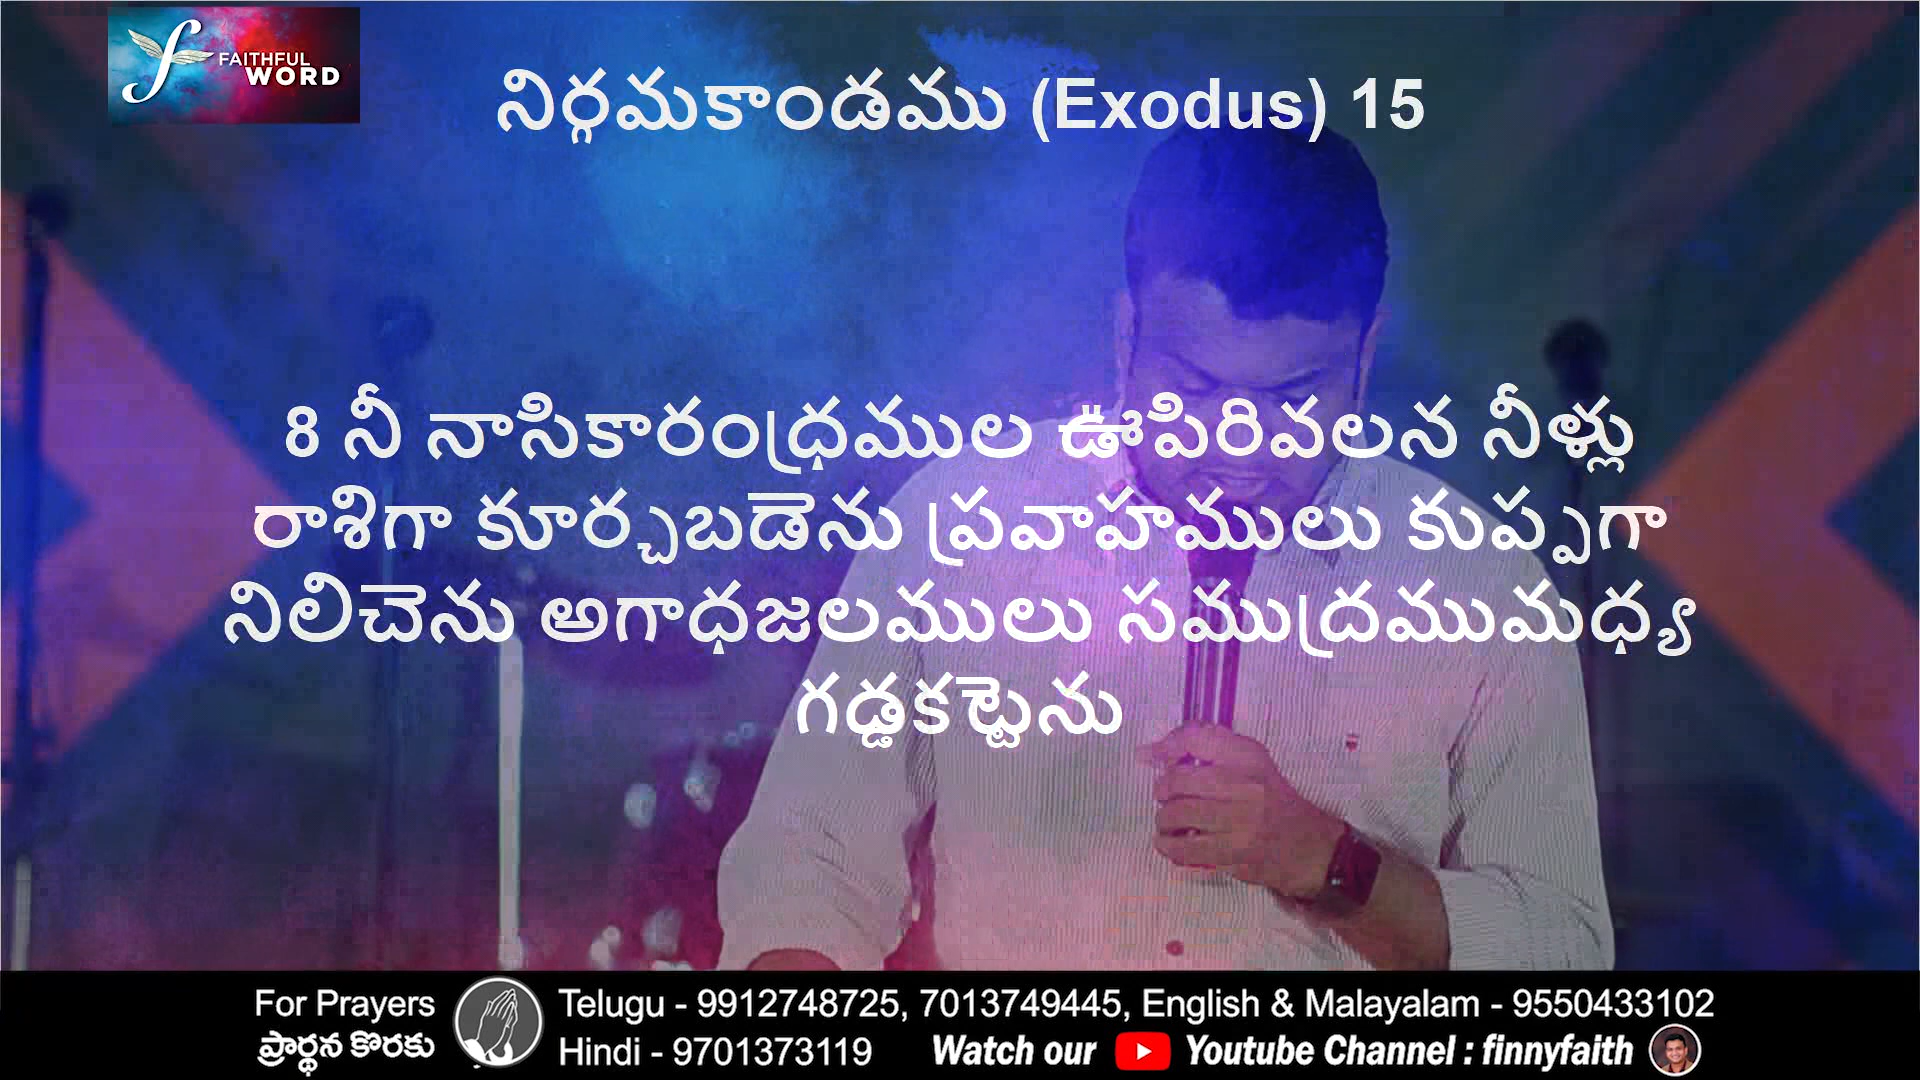 FAITHFUL
WORD
నిర్గమకాండము (Exodus) 15
8 నీ నాసికారంధ్రముల ఊపిరివలన నీళ్లు
రాశిగా కూర్చబడెను ప్రవాహములు కుప్పగా
నిలిచెను అగాధజలములు సముద్రముమధ్య
గడ్డకట్టెను
For Prayers
ప్రార్థన కొరకు
Telugu - 9912748725, 7013749445, English & Malayalam - 9550433102
Hindi - 9701373119
Watch our Youtube Channel : finnyfaith